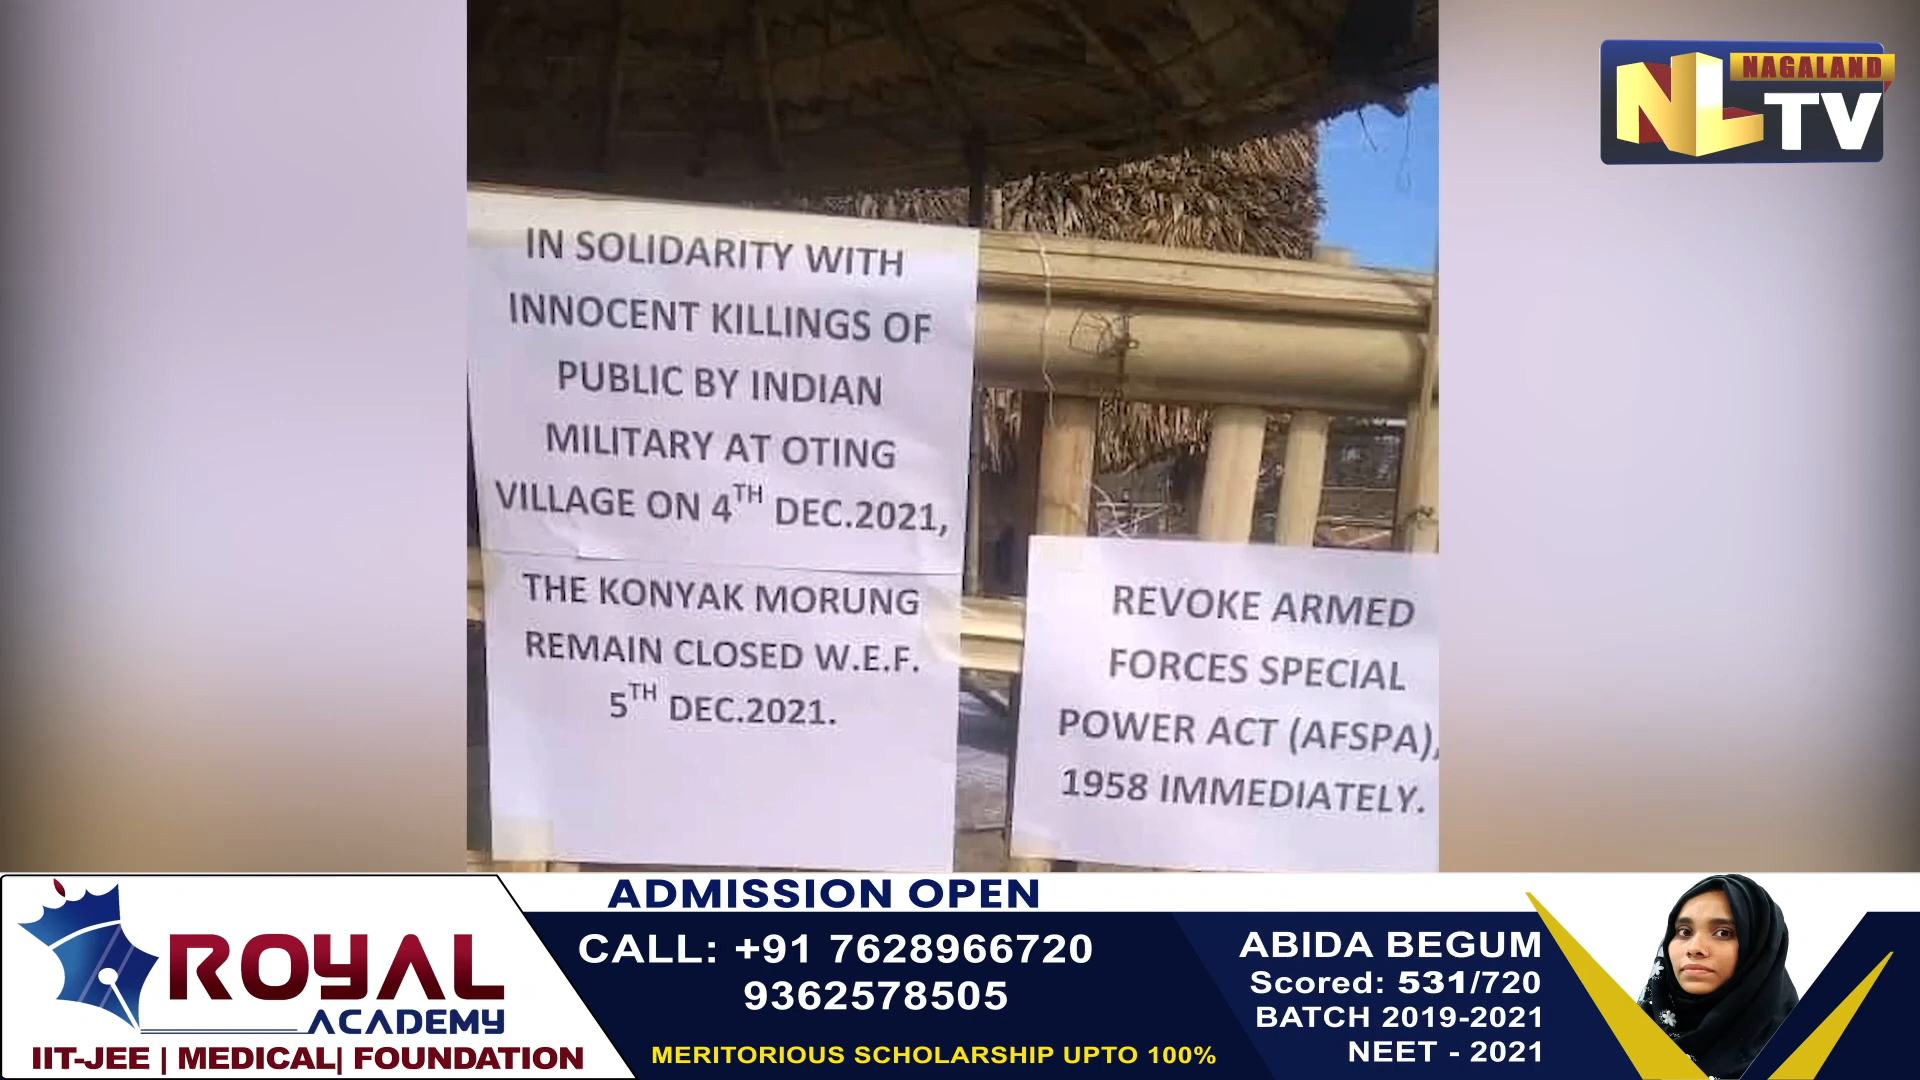 NAGALAND
NL TV
IN SOLIDARITY WITH
INNOCENT KILLINGS OF
PUBLIC BY INDIAN
MILITARY AT OTING
VILLAGE ON 4TH DEC.2021,
THE KONYAK MORUNG
REMAIN CLOSED W.E.F.
5TH DEC.2021.
REVOKE ARMED
FORCES SPECIAL
POWER ACT (AFSPA),
1958 IMMEDIATELY.
ROYAL
ACADEMY
IIT-JEE | MEDICAL| FOUNDATION
ADMISSION OPEN
CALL: +91 7628966720
9362578505
MERITORIOUS SCHOLARSHIP UPTO 100%
ABIDA BEGUM
Scored: 531/720
BATCH 2019-2021
NEET - 2021